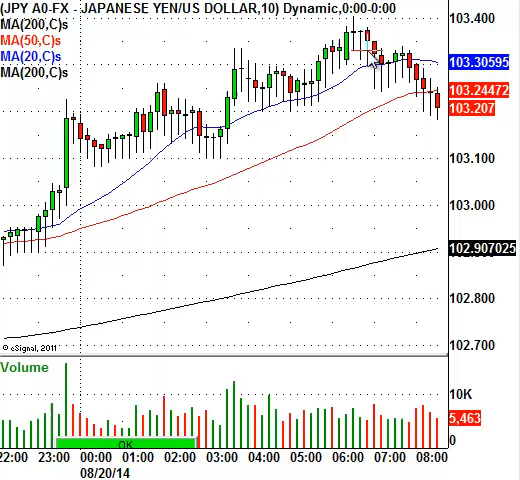 (JPY A0-FX - JAPANESE YEN/US DOLLAR,10) Dynamic,0:00-0:00
MA(200,C)s
MA(50,C)s
MA(20,C)s
MA(200,C)s
103.400
103.30595
103.24472
103.207
103.100
103.000
102.907025
102.800
102.700
© eSignal, 2011
Volume
10K
5,463
0
OK
22:00 23:00 00:00 01:00 02:00 03:00 04:00 05:00 06:00 07:00 08:00
08/20/14